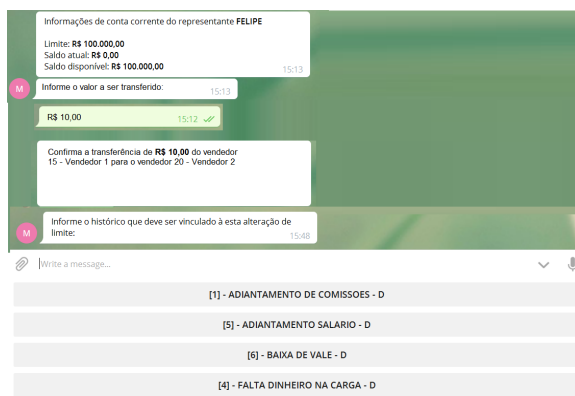 Informações de conta corrente do representante FELIPE
Limite: R$ 100.000,00
Saldo atual: R$ 0,00
Saldo disponível: R$ 100.000,00
15:13
M
Informe o valor a ser transferido:
15:13
R$ 10,00
15:12
Confirma a transferência de R$ 10,00 do vendedor
15 - Vendedor 1 para o vendedor 20 - Vendedor 2
M
Informe o histórico que deve ser vinculado à esta alteração de
limite:
15:48
Write a message...
[1] - ADIANTAMENTO DE COMISSOES - D
[5] - ADIANTAMENTO SALARIO - D
[6] - BAIXA DE VALE - D
[4] - FALTA DINHEIRO NA CARGA - D